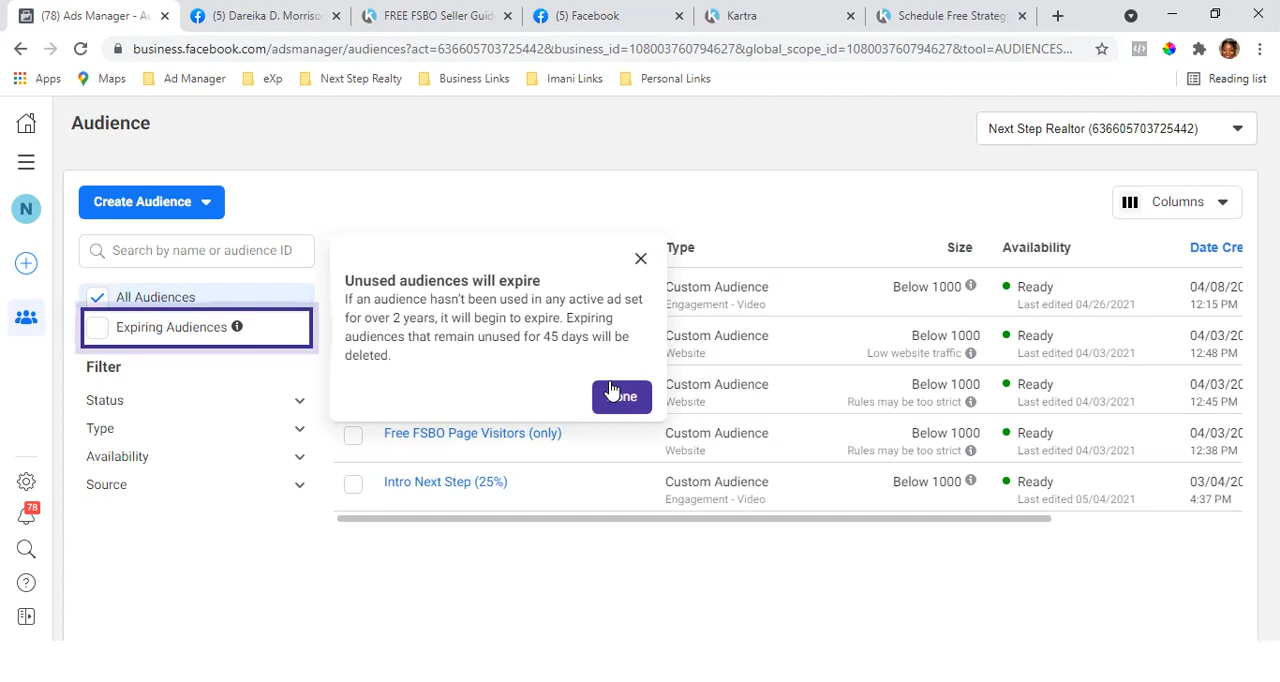 (78) Ads Manager - Au
(5) Dareika D. Morriso
FREE FSBO Seller Guid
(5) Facebook
Kartra
Schedule Free Strateg
business.facebook.com/adsmanager/audiences?act=636605703725442&business_id=108003760794627&global_scope_id=108003760794627&tool=AUDIENCES...
Apps
Maps
Ad Manager
eXp
Next Step Realty
Business Links
Imani Links
Personal Links
Reading list
Audience
Next Step Realtor (636605703725442)
N
Create Audience
Columns
Search by name or audience ID
Type
Size
Availability
Date Cre
All Audiences
Expiring Audiences
Filter
Status
Type
Availability
Source
78
Unused audiences will expire
If an audience hasn't been used in any active ad set
for over 2 years, it will begin to expire. Expiring
audiences that remain unused for 45 days will be
deleted.
Custom Audience
Engagement - Video
Below 1000
Ready
Last edited 04/26/2021
04/08/20
12:15 PM
Custom Audience
Website
Below 1000
Low website traffic
Ready
Last edited 04/03/2021
04/03/20
12:48 PM
Custom Audience
Website
Below 1000
Rules may be too strict
Ready
Last edited 04/03/2021
04/03/20
12:45 PM
Free FSBO Page Visitors (only)
Custom Audience
Website
Below 1000
Rules may be too strict
Ready
Last edited 04/03/2021
04/03/20
12:38 PM
Intro Next Step (25%)
Custom Audience
Engagement - Video
Below 1000
Ready
Last edited 05/04/2021
03/04/20
4:37 PM